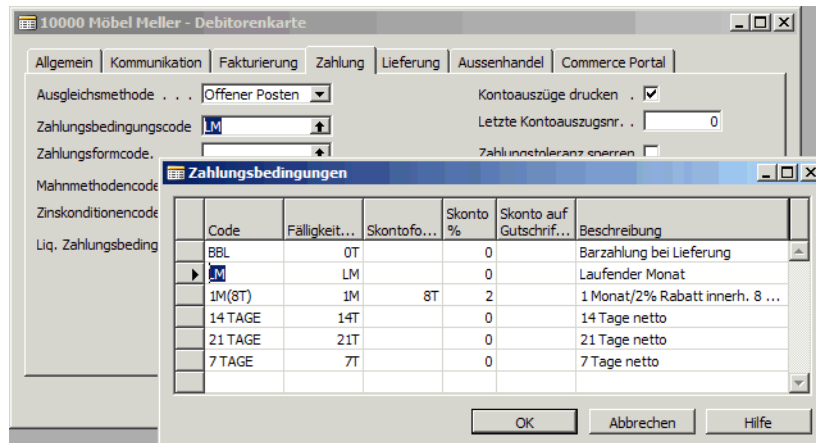 10000 Möbel Meller - Debitorenkarte
Allgemein Kommunikation Fakturierung Zahlung Lieferung Aussenhandel Commerce Portal
Ausgleichsmethode . . . Offener Posten Kontoauszüge drucken .
Zahlungsbedingungscode LM Letzte Kontoauszugsnr. . 0
Zahlungsformcode. Zahlungstoleranz sperren
Mahnmethodencode
Zinskonditionencode
Liq. Zahlungsbeding
Zahlungsbedingungen
Code Fälligkeit... Skontofo... Skonto % Skonto auf Gutschrif... Beschreibung
BBL 0T 0 Barzahlung bei Lieferung
LM LM 0 Laufender Monat
1M(8T) 1M 8T 2 1 Monat/2% Rabatt innerh. 8 ...
14 TAGE 14T 0 14 Tage netto
21 TAGE 21T 0 21 Tage netto
7 TAGE 7T 0 7 Tage netto
OK Abbrechen Hilfe